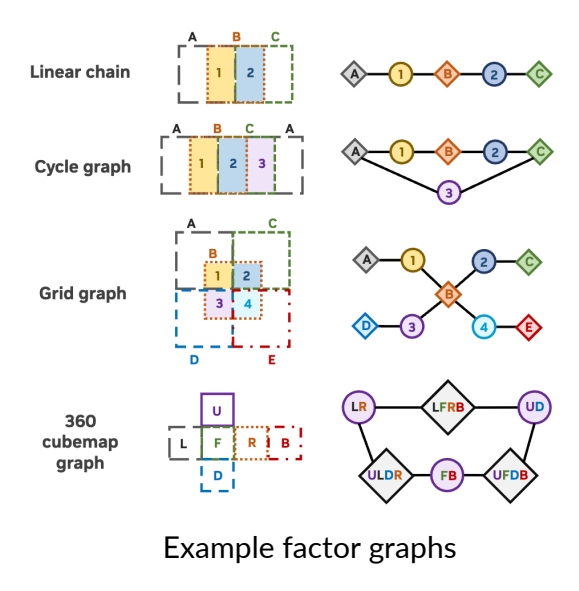 A B C
Linear chain
1 2
A 1 B 2 C
A B C A
Cycle graph
1 2 3
A 1 B 2 C
3
A C
B
Grid graph
1 2
3 4
D E
A 1 2 C
B
D 3 4 E
360
cubemap
graph
U
L F R B
D
LR LFRB UD
ULDR FB UFDB
Example factor graphs